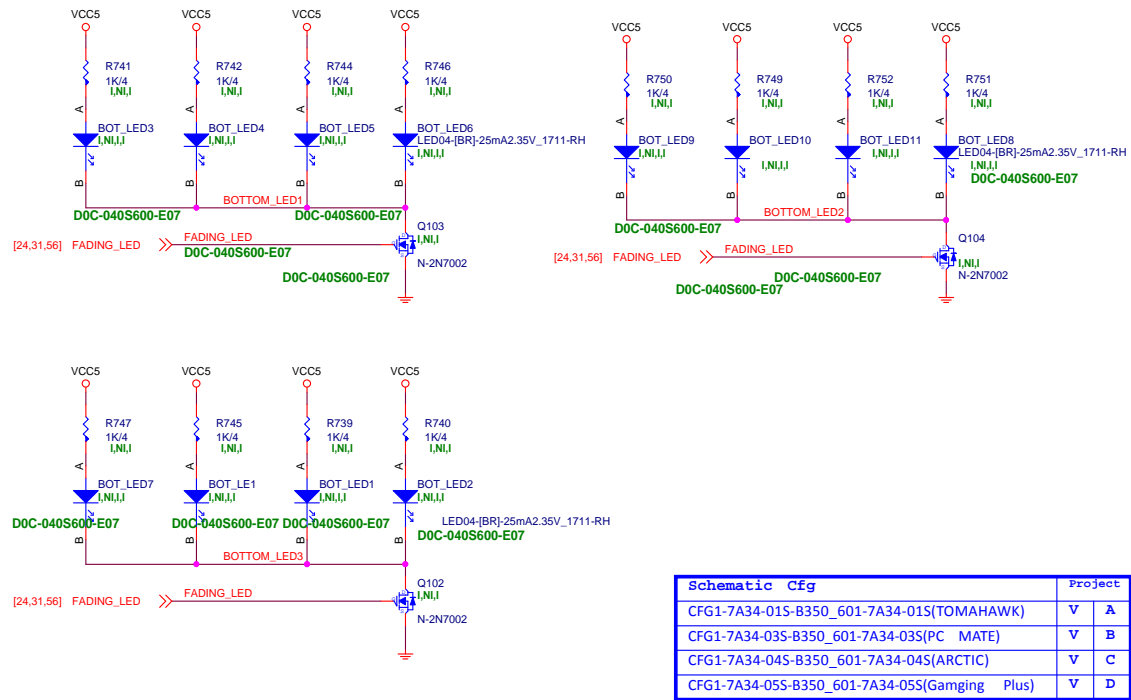 VCC5 VCC5 VCC5 VCC5
R741 R742 R744 R746
1K/4 1K/4 1K/4 1K/4
I,NI,I I,NI,I I,NI,I I,NI,I
A A A A
BOT_LED3 BOT_LED4 BOT_LED5 BOT_LED6
LED04-[BR]-25mA2.35V_1711-RH
I,NI,I,I I,NI,I,I I,NI,I,I I,NI,I,I
B B B B
BOTTOM_LED1
D0C-040S600-E07 D0C-040S600-E07
Q103
I,NI,I
N-2N7002
[24,31,56] FADING_LED FADING_LED
D0C-040S600-E07
D0C-040S600-E07
VCC5 VCC5 VCC5 VCC5
R750 R749 R752 R751
1K/4 1K/4 1K/4 1K/4
I,NI,I I,NI,I I,NI,I I,NI,I
A A A A
BOT_LED9 BOT_LED10 BOT_LED11 BOT_LED8
LED04-[BR]-25mA2.35V_1711-RH
I,NI,I,I I,NI,I,I I,NI,I,I I,NI,I,I
D0C-040S600-E07
B B B B
BOTTOM_LED2
D0C-040S600-E07
Q104
I,NI,I
N-2N7002
[24,31,56] FADING_LED FADING_LED
D0C-040S600-E07
D0C-040S600-E07
VCC5 VCC5 VCC5 VCC5
R747 R745 R739 R740
1K/4 1K/4 1K/4 1K/4
I,NI,I I,NI,I I,NI,I I,NI,I
A A A A
BOT_LED7 BOT_LE1 BOT_LED1 BOT_LED2
I,NI,I,I I,NI,I,I I,NI,I,I I,NI,I,I
D0C-040S600-E07 D0C-040S600-E07 D0C-040S600-E07 LED04-[BR]-25mA2.35V_1711-RH
D0C-040S600-E07
B B B B
BOTTOM_LED3
Q102
I,NI,I
N-2N7002
[24,31,56] FADING_LED FADING_LED
Schematic Cfg Project
CFG1-7A34-01S-B350_601-7A34-01S(TOMAHAWK) V A
CFG1-7A34-03S-B350_601-7A34-03S(PC MATE) V B
CFG1-7A34-04S-B350_601-7A34-04S(ARCTIC) V C
CFG1-7A34-05S-B350_601-7A34-05S(Gamging Plus) V D